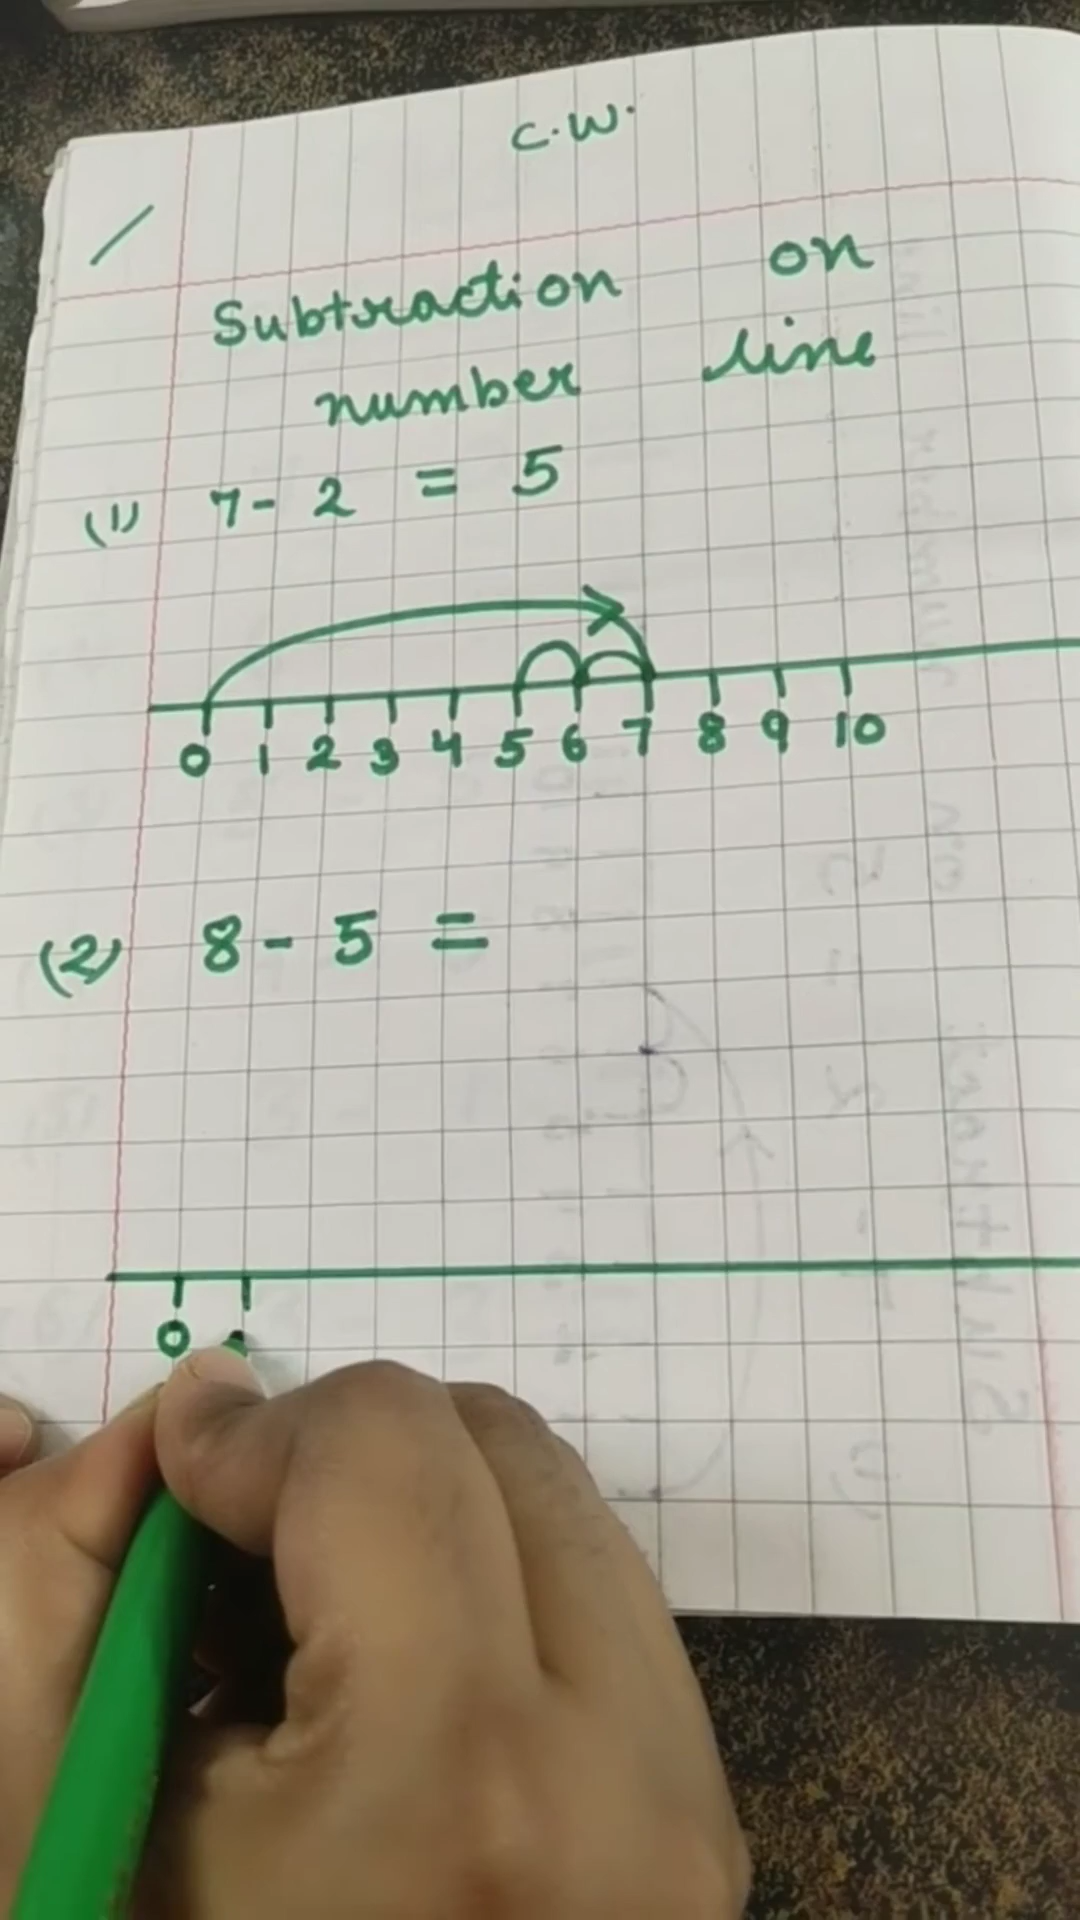 C.W.
Subtraction on
number line
(1) 7 - 2 = 5
0 1 2 3 4 5 6 7 8 9 10
(2) 8 - 5 =
0